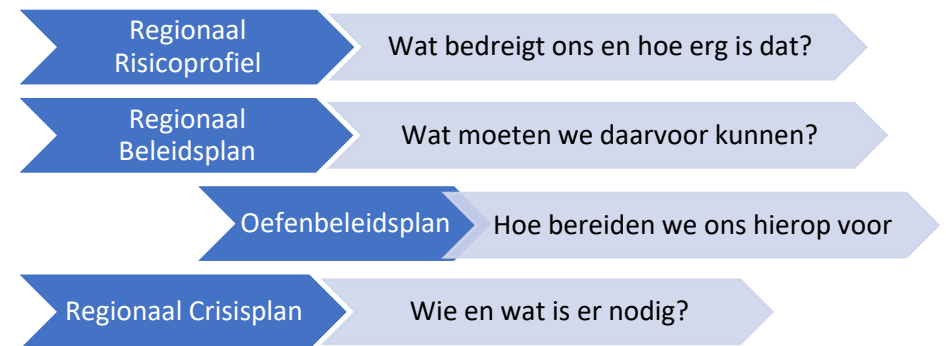 Regionaal
Risicoprofiel
Wat bedreigt ons en hoe erg is dat?
Regionaal
Beleidsplan
Wat moeten we daarvoor kunnen?
Oefenbeleidsplan
Hoe bereiden we ons hierop voor
Regionaal Crisisplan
Wie en wat is er nodig?